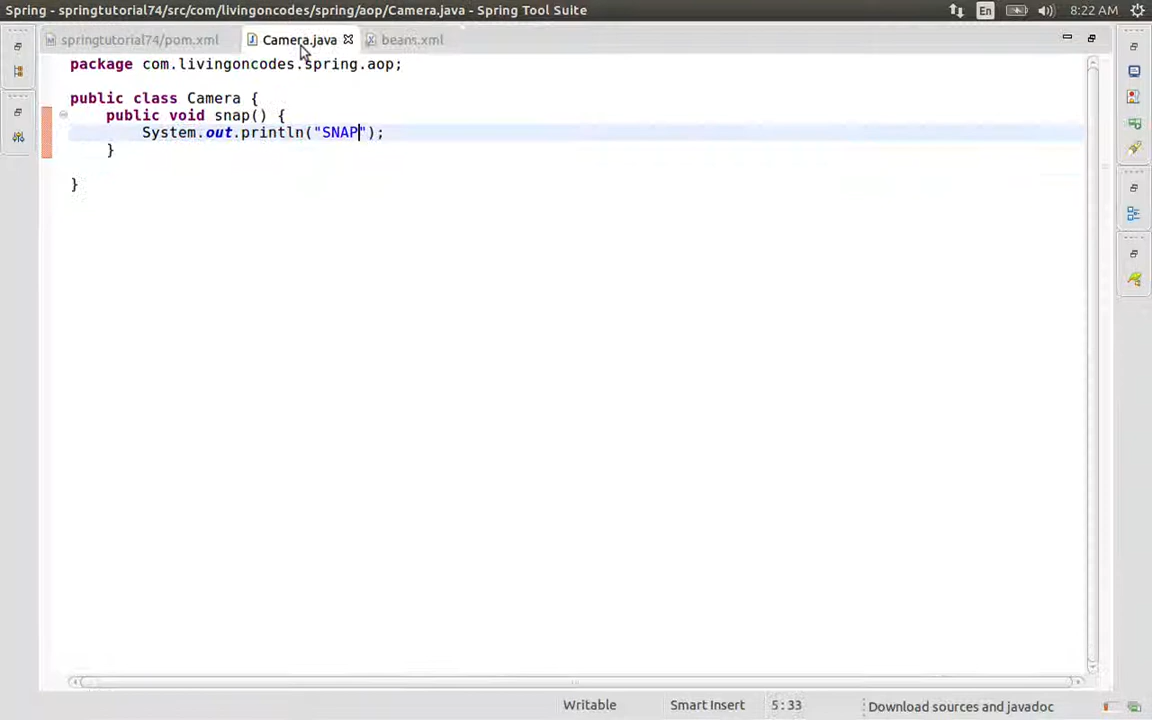 Spring - springtutorial74/src/com/livingoncodes/spring/aop/Camera.java - Spring Tool Suite
En
8:22 AM
springtutorial74/pom.xml
Camera.java
beans.xml
package com.livingoncodes.spring.aop;
public class Camera {
public void snap() {
System.out.println("SNAP");
}
}
Writable
Smart Insert
5:33
Download sources and javadoc